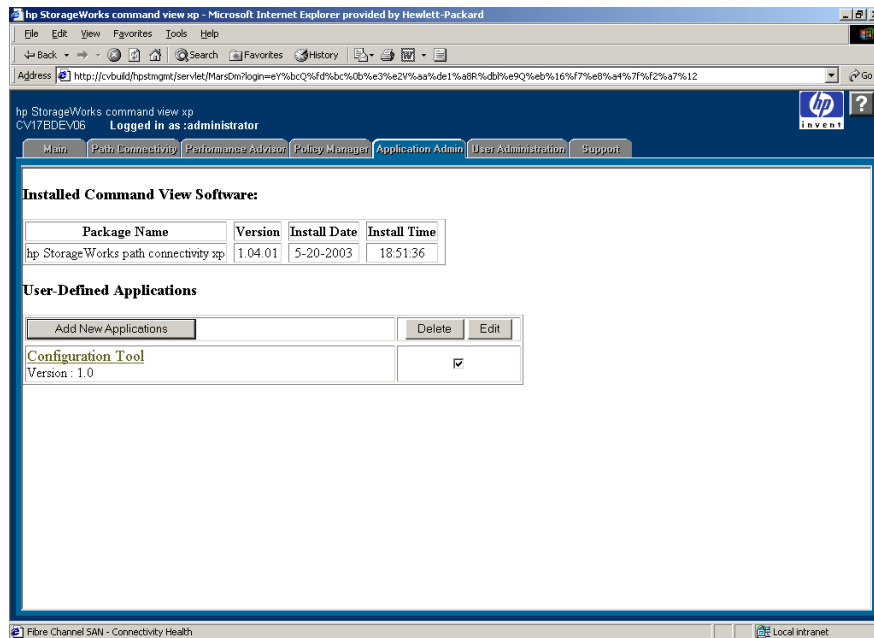 hp StorageWorks command view xp - Microsoft Internet Explorer provided by Hewlett-Packard
File Edit View Favorites Tools Help
Back Search Favorites History
Address http://cvbuild/hpstmgmt/servlet/MarsDm?login=eY%bcQ%fd%bc%0b%e3%e2V%aa%de1%a8R%dbl%e9Q%eb%16%f7%e8%a4%7f%f2%a7%12 Go
hp StorageWorks command view xp
CV17BDEV06 Logged in as :administrator
hp
invent
?
Main Path Connectivity Performance Advisor Policy Manager Application Admin User Administration Support
Installed Command View Software:
Package Name Version Install Date Install Time
hp StorageWorks path connectivity xp 1.04.01 5-20-2003 18:51:36
User-Defined Applications
Add New Applications Delete Edit
Configuration Tool
Version : 1.0
Fibre Channel SAN - Connectivity Health Local intranet